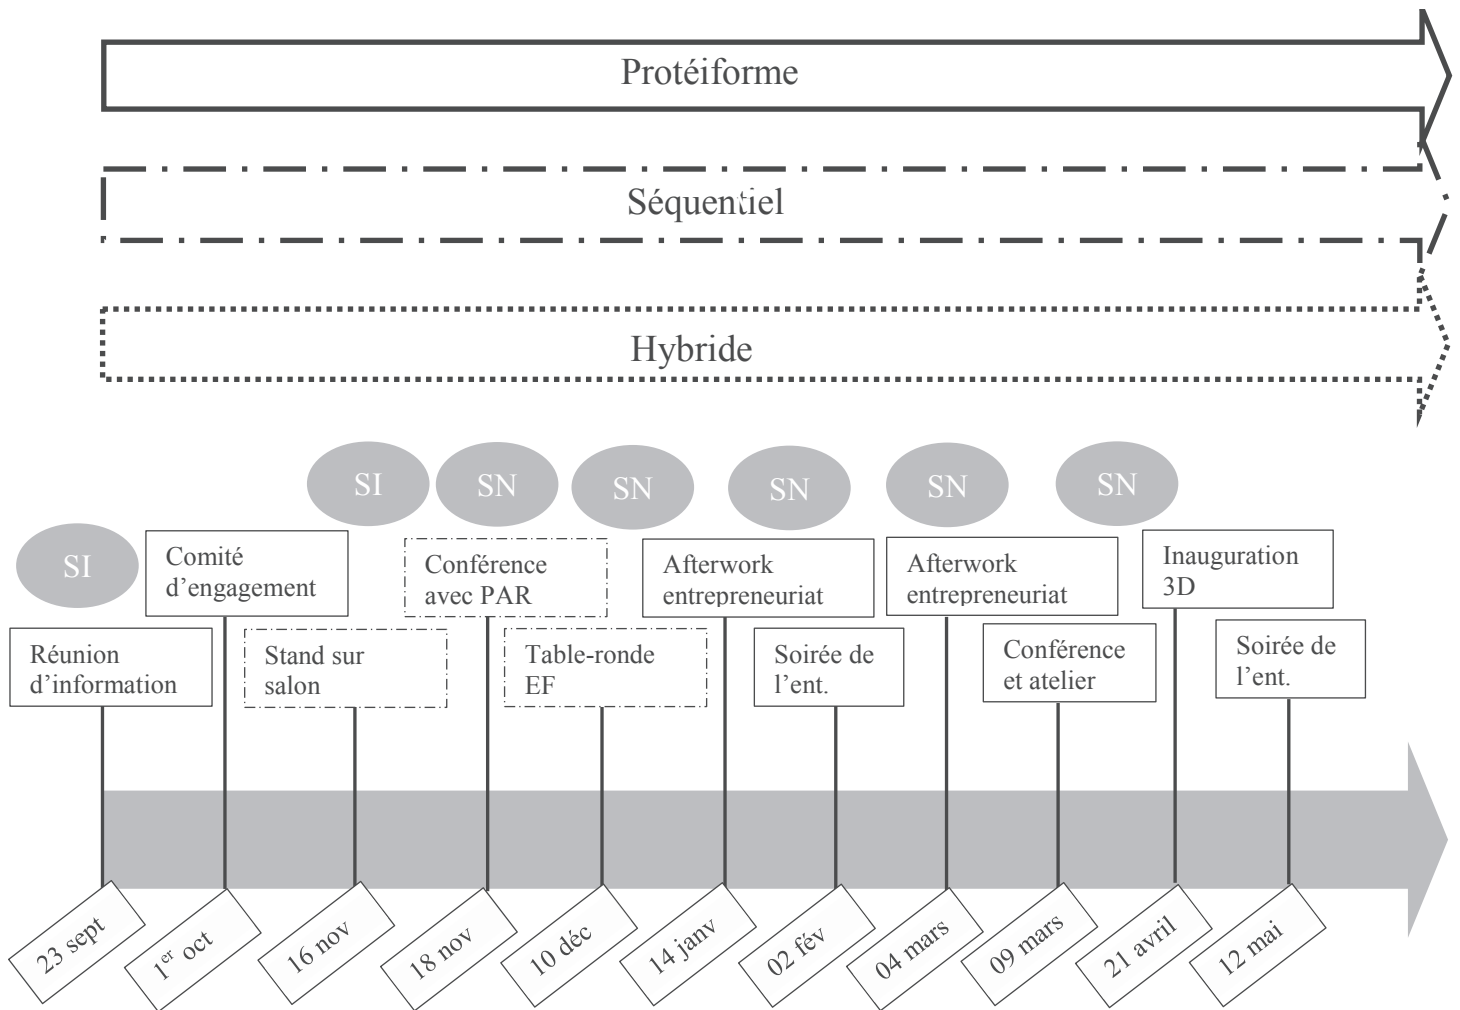 Protéiforme
Séquentiel
Hybride
SI
SN
SN
SN
SN
SN
SI
Comité
d’engagement
Conférence
avec PAR
Afterwork
entrepreneuriat
Afterwork
entrepreneuriat
Inauguration
3D
Réunion
d’information
Stand sur
salon
Table-ronde
EF
Soirée de
l’ent.
Conférence
et atelier
Soirée de
l’ent.
23 sept
1er oct
16 nov
18 nov
10 déc
14 janv
02 fév
04 mars
09 mars
21 avril
12 mai